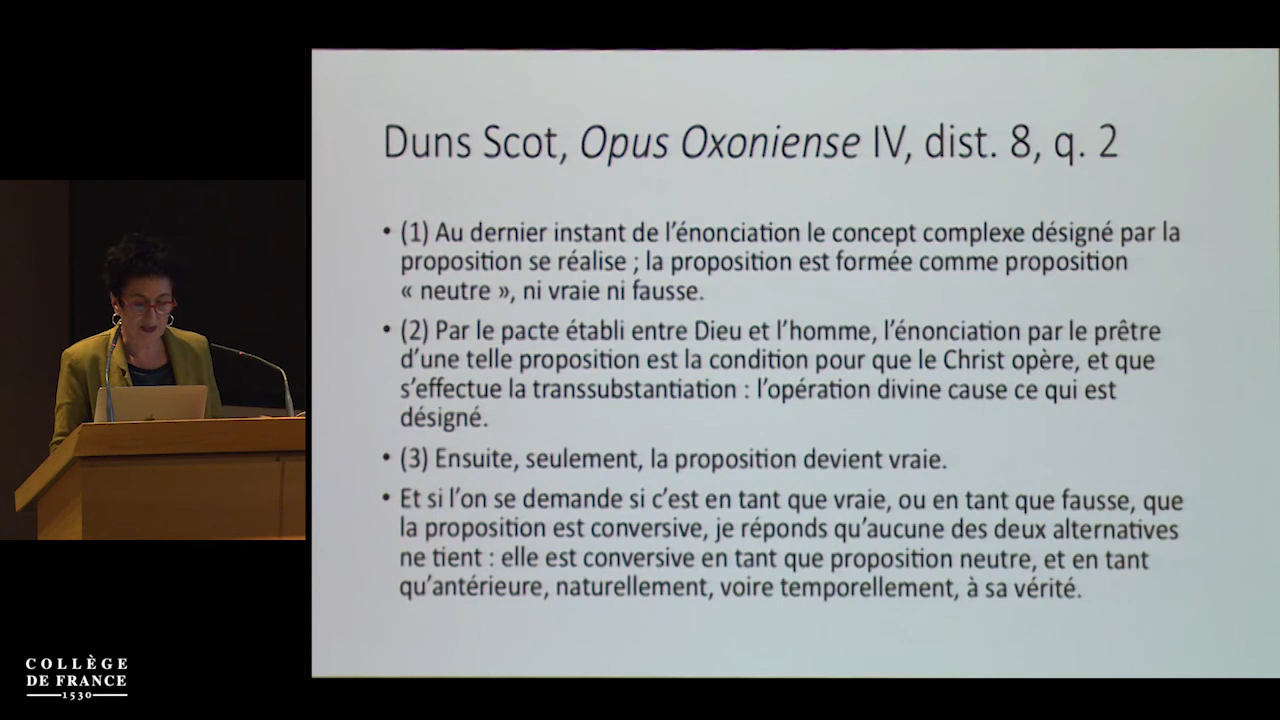 Duns Scot, Opus Oxoniense IV, dist. 8, q. 2
• (1) Au dernier instant de l’énonciation le concept complexe désigné par la
proposition se réalise ; la proposition est formée comme proposition
« neutre », ni vraie ni fausse.
• (2) Par le pacte établi entre Dieu et l’homme, l’énonciation par le prêtre
d’une telle proposition est la condition pour que le Christ opère, et que
s’effectue la transsubstantiation : l’opération divine cause ce qui est
désigné.
• (3) Ensuite, seulement, la proposition devient vraie.
• Et si l’on se demande si c’est en tant que vraie, ou en tant que fausse, que
la proposition est conversive, je réponds qu’aucune des deux alternatives
ne tient : elle est conversive en tant que proposition neutre, et en tant
qu’antérieure, naturellement, voire temporellement, à sa vérité.
COLLÈGE
DE FRANCE
1530